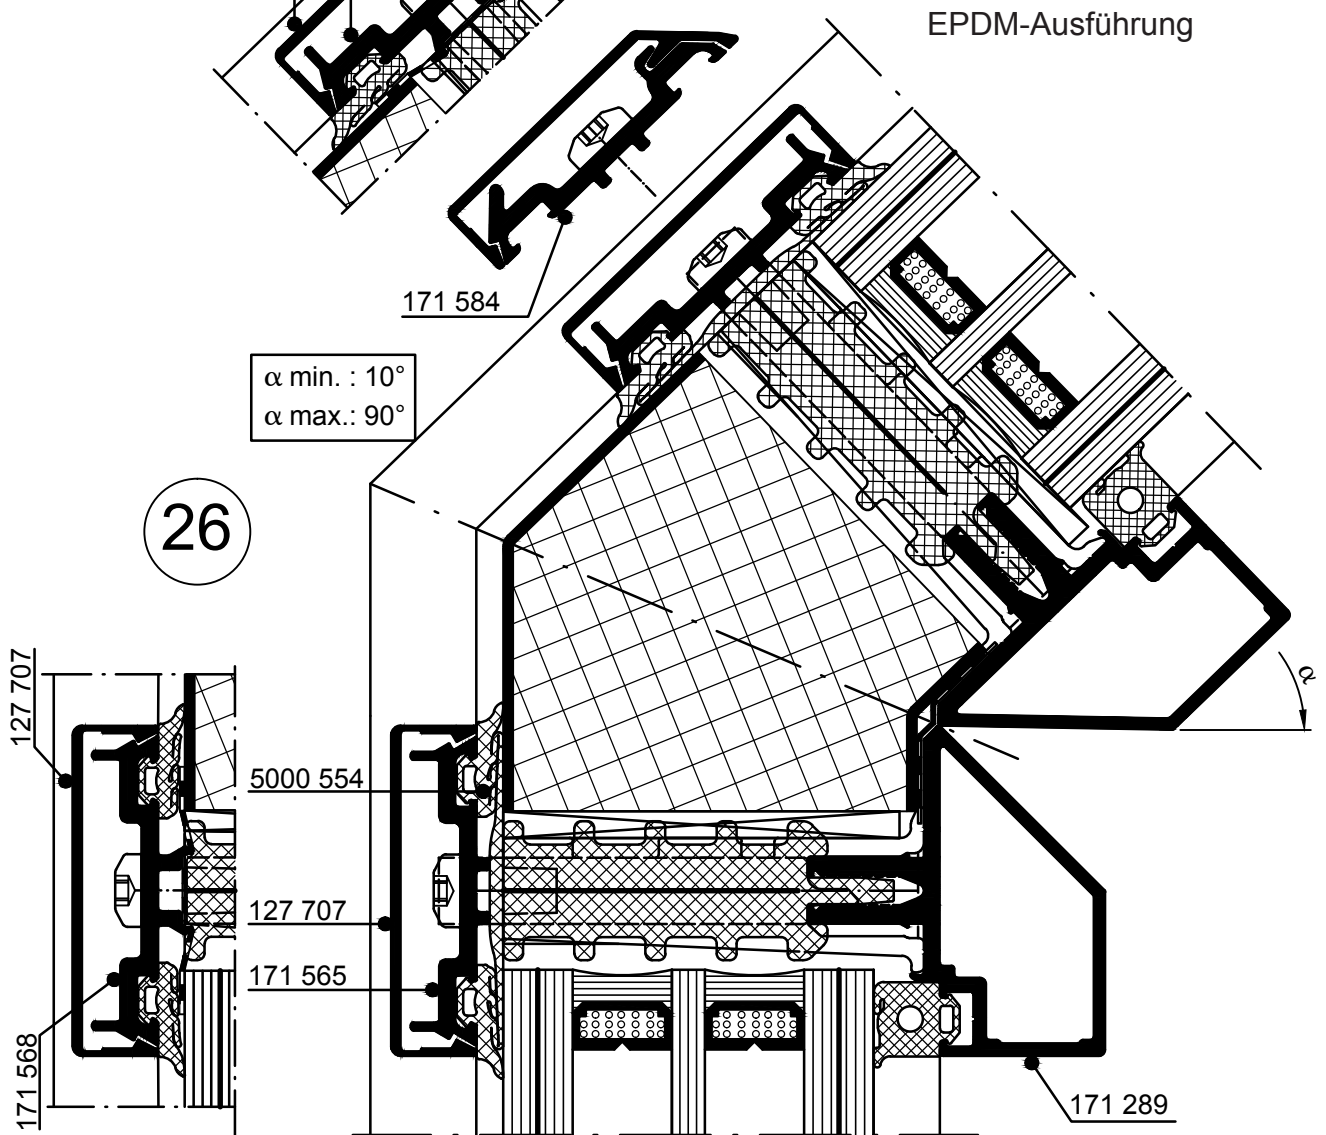 EPDM-Ausführung
171 584
α min. : 10°
α max.: 90°
26
α
127 707
5000 554
127 707
171 565
171 568
171 289